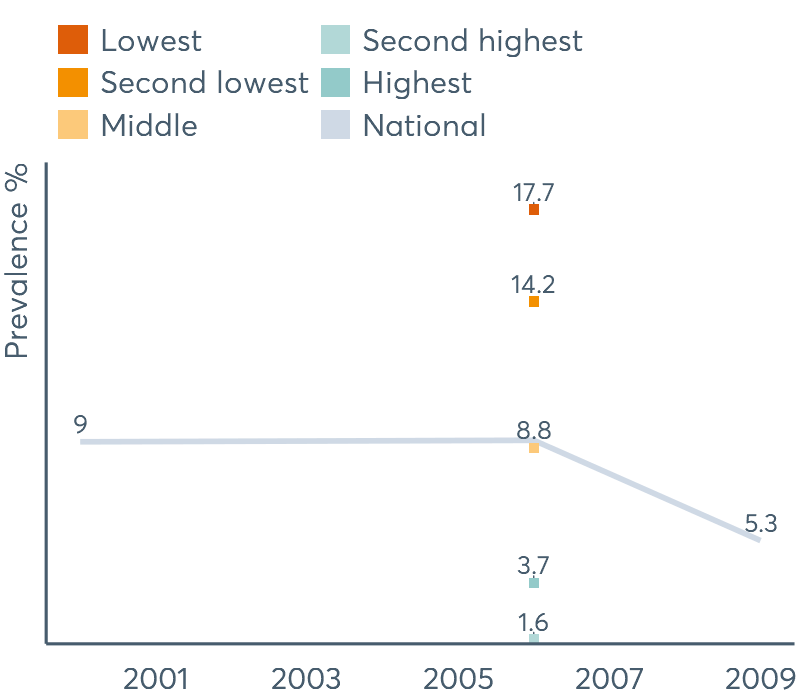 Lowest
Second lowest
Middle
Second highest
Highest
National
Prevalence %
17.7
14.2
9
8.8
5.3
3.7
1.6
2001 2003 2005 2007 2009